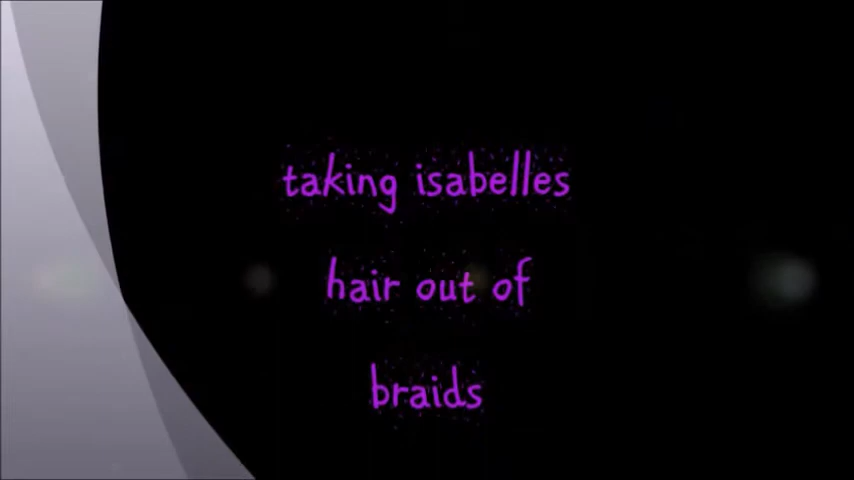 taking isabelles
hair out of
braids